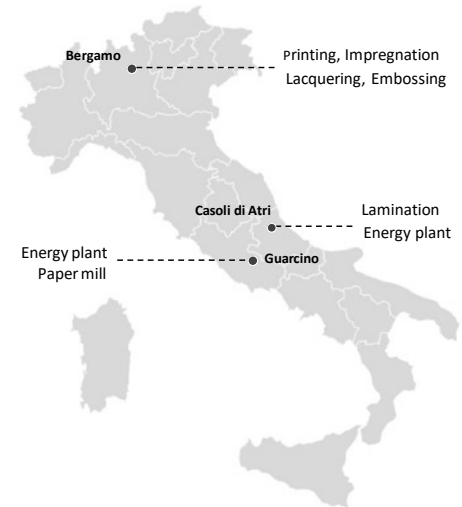 Bergamo
Printing, Impregnation
Lacquering, Embossing
Casoli di Atri
Lamination
Energy plant
Energy plant
Paper mill
Guarcino